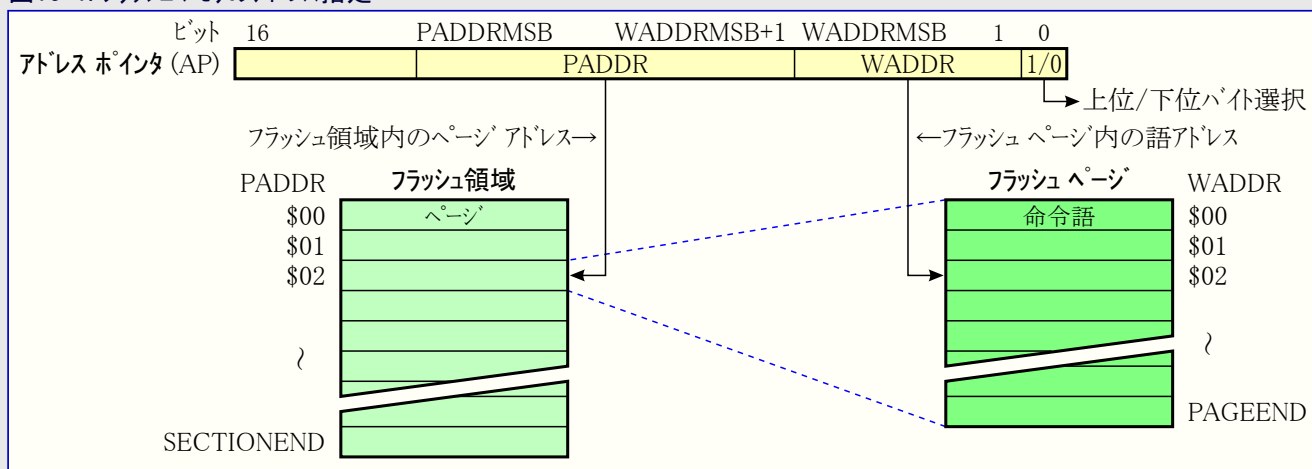 ビット 16 PADDRMSB WADDRMSB+1 WADDRMSB 1 0
アドレス ポインタ (AP) PADDR WADDR 1/0
上位/下位バイト選択
フラッシュ領域内のページ アドレス→ ←フラッシュ ページ内の語アドレス
PADDR フラッシュ領域 フラッシュ ページ WADDR
$00 ページ 命令語 $00
$01 $01
$02 $02
~ ~
PAGEEND
SECTIONEND